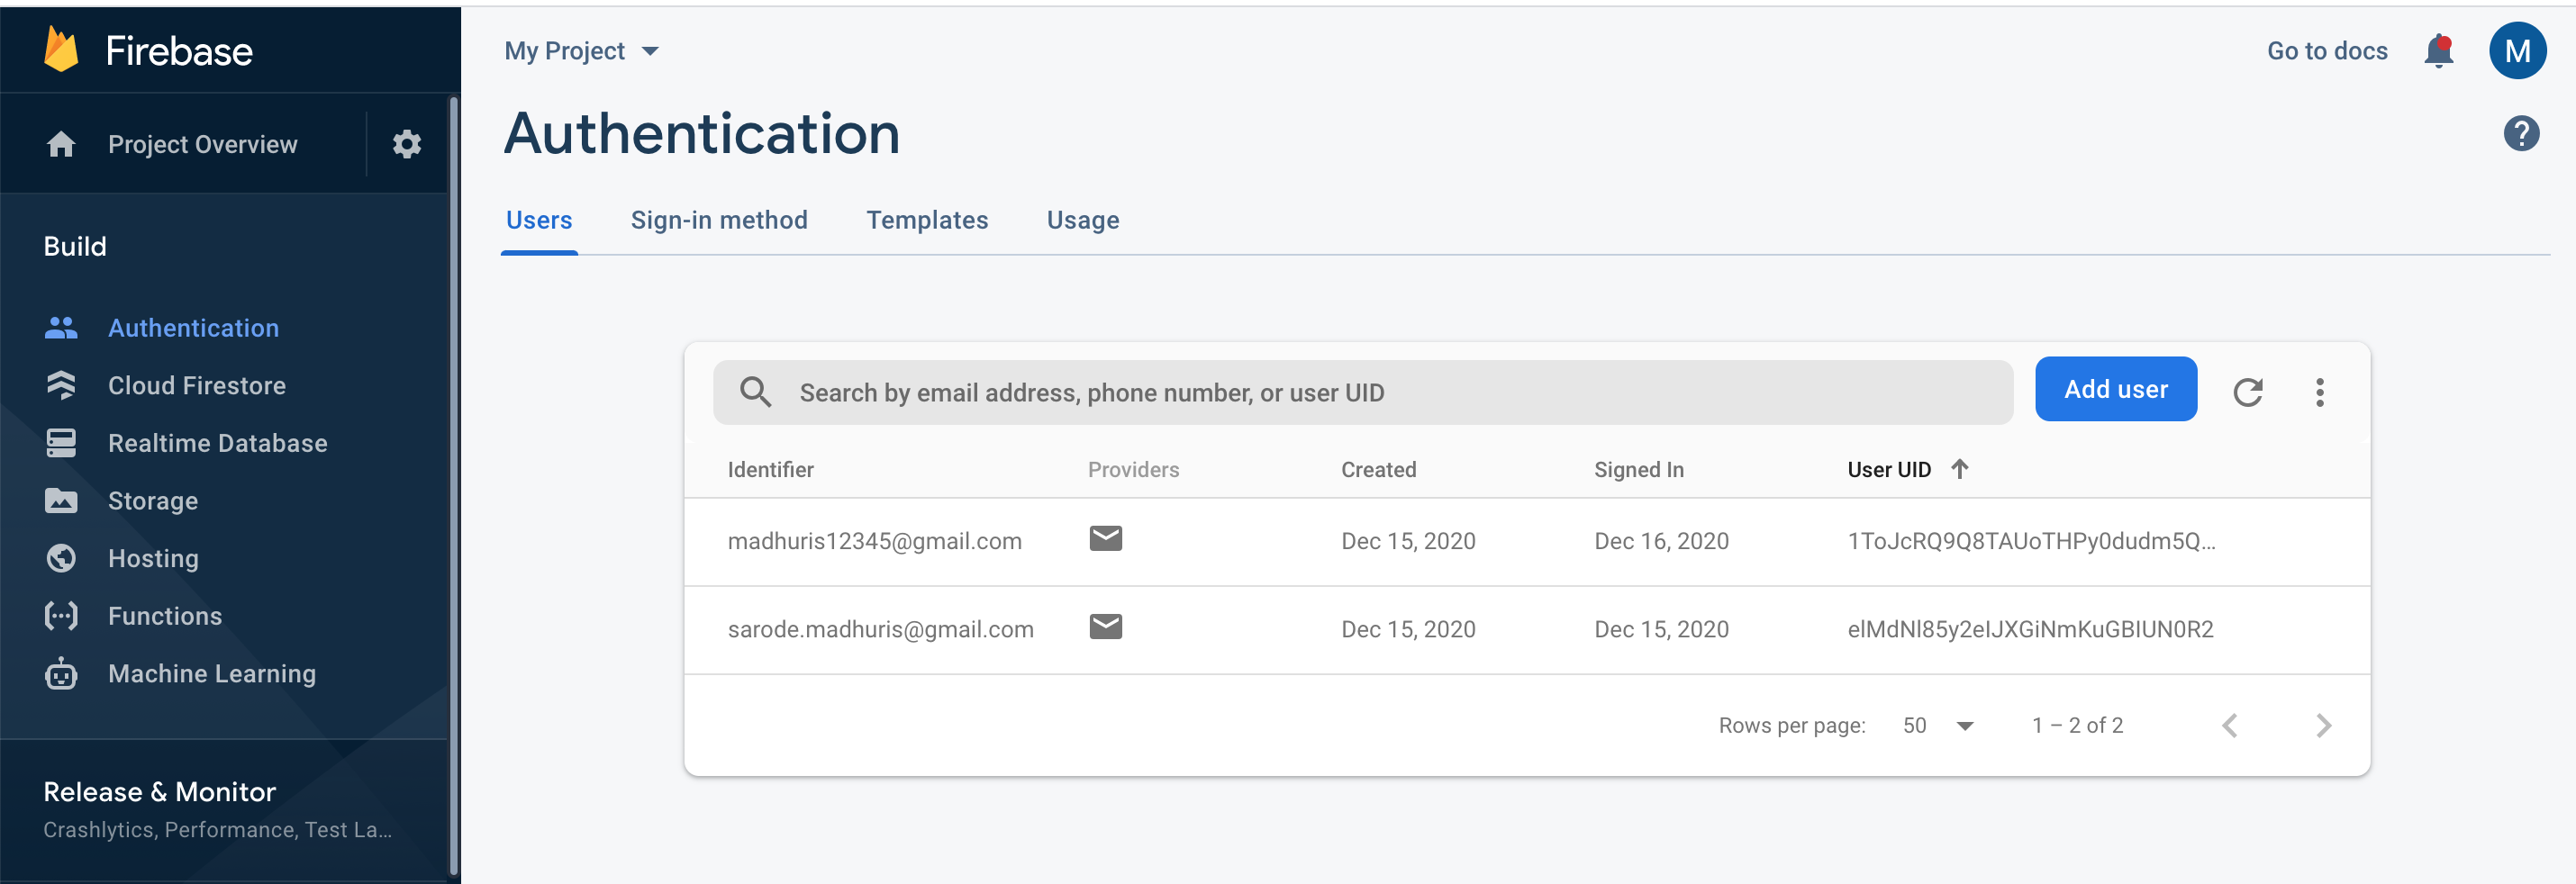 Firebase
Project Overview
Build
Authentication
Cloud Firestore
Realtime Database
Storage
Hosting
Functions
Machine Learning
Release & Monitor
Crashlytics, Performance, Test La...
My Project
Go to docs
M
Authentication
?
Users Sign-in method Templates Usage
Search by email address, phone number, or user UID
Add user
Identifier Providers Created Signed In User UID
madhuris12345@gmail.com Dec 15, 2020 Dec 16, 2020 1ToJcRQ9Q8TAUoTHPy0dudm5Q...
sarode.madhuris@gmail.com Dec 15, 2020 Dec 15, 2020
Rows per page: 50 1 – 2 of 2